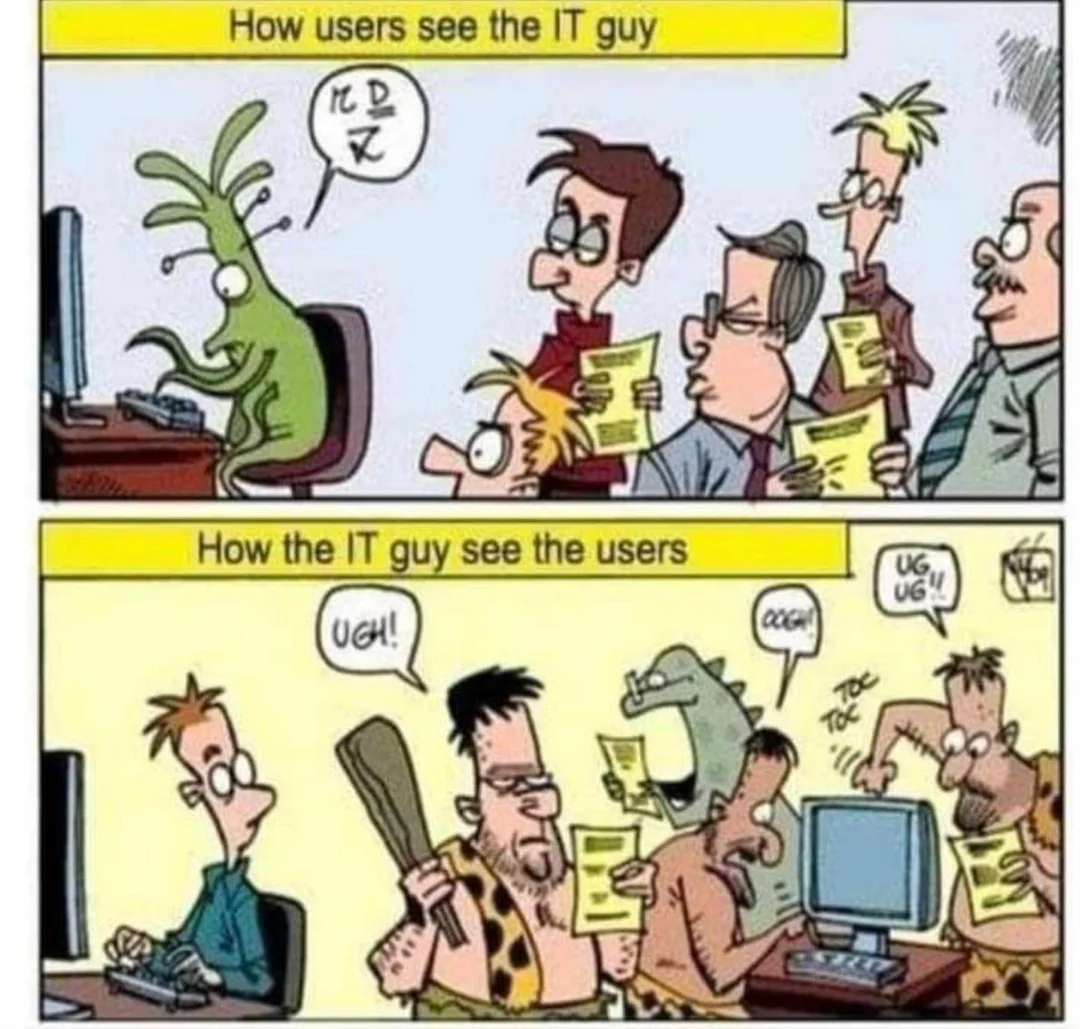 How users see the IT guy
How the IT guy see the users
UGH!
OOGH!
UG
UG!!
TOC
TOC